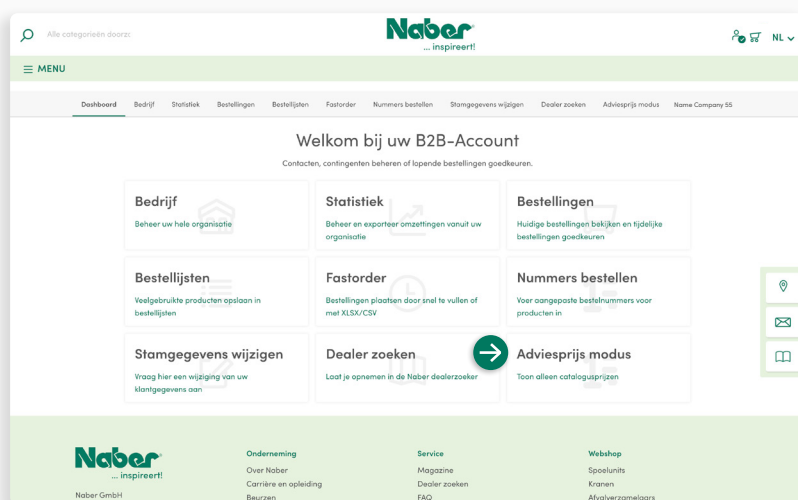 Alle categorieën doorz
Naber
... inspireert!
NL
MENU
Dashboard Bedrijf Statistiek Bestellingen Bestellijsten Fastorder Nummers bestellen Stamgegevens wijzigen Dealer zoeken Adviesprijs modus Name Company 55
Welkom bij uw B2B-Account
Contacten, contingenten beheren of lopende bestellingen goedkeuren.
Bedrijf
Beheer uw hele organisatie
Statistiek
Beheer en exporteer omzettingen vanuit uw
organisatie
Bestellingen
Huidige bestellingen bekijken en tijdelijke
bestellingen goedkeuren
Bestellijsten
Veelgebruikte producten opslaan in
bestellijsten
Fastorder
Bestellingen plaatsen door snel te vullen of
met XLSX/CSV
Nummers bestellen
Voer aangepaste bestelnummers voor
producten in
Stamgegevens wijzigen
Vraag hier een wijziging van uw
klantgegevens aan
Dealer zoeken
Laat je opnemen in de Naber dealerzoeker
Adviesprijs modus
Toon alleen catalogusprijzen
Naber
... inspireert!
Naber GmbH
Onderneming
Over Naber
Carrière en opleiding
Beurzen
Service
Magazine
Dealer zoeken
FAQ
Webshop
Spoelunits
Kranen
Afvalverzamelaars